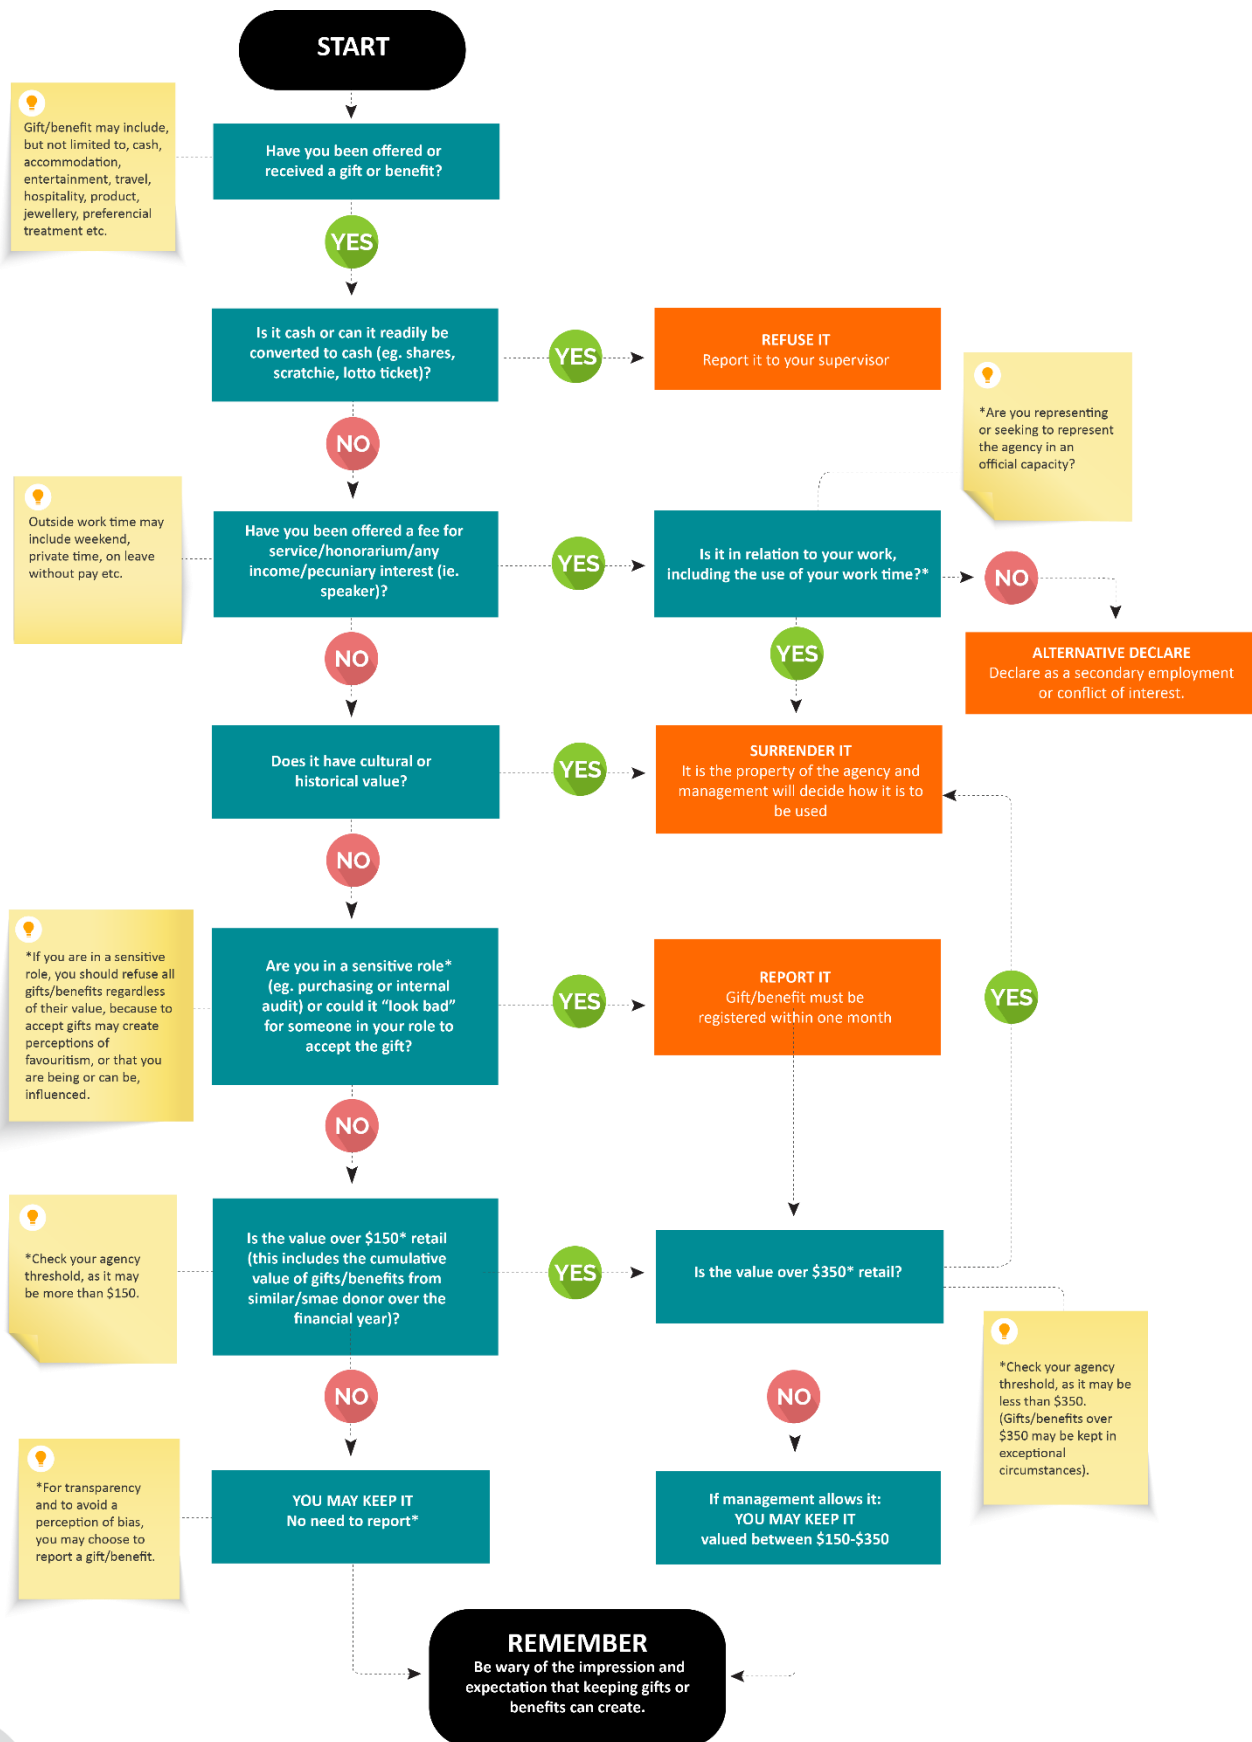 START
Gift/benefit may include,
but not limited to, cash,
accommodation,
entertainment, travel,
hospitality, product,
jewellery, preferencial
treatment etc.
Have you been offered or
received a gift or benefit?
YES
Is it cash or can it readily be
converted to cash (eg. shares,
scratchie, lotto ticket)?
YES
REFUSE IT
Report it to your supervisor
NO
*Are you representing
or seeking to represent
the agency in an
official capacity?
Outside work time may
include weekend,
private time, on leave
without pay etc.
Have you been offered a fee for
service/honorarium/any
income/pecuniary interest (ie.
speaker)?
YES
Is it in relation to your work,
including the use of your work time?*
NO
ALTERNATIVE DECLARE
Declare as a secondary employment
or conflict of interest.
NO
YES
Does it have cultural or
historical value?
YES
SURRENDER IT
It is the property of the agency and
management will decide how it is to
be used
NO
*If you are in a sensitive
role, you should refuse all
gifts/benefits regardless
of their value, because to
accept gifts may create
perceptions of
favouritism, or that you
are being or can be,
influenced.
Are you in a sensitive role*
(eg. purchasing or internal
audit) or could it “look bad”
for someone in your role to
accept the gift?
YES
REPORT IT
Gift/benefit must be
registered within one month
YES
NO
*Check your agency
threshold, as it may
be more than $150.
Is the value over $150* retail
(this includes the cumulative
value of gifts/benefits from
similar/smae donor over the
financial year)?
YES
Is the value over $350* retail?
*Check your agency
threshold, as it may be
less than $350.
(Gifts/benefits over
$350 may be kept in
exceptional
circumstances).
NO
NO
*For transparency
and to avoid a
perception of bias,
you may choose to
report a gift/benefit.
YOU MAY KEEP IT
No need to report*
If management allows it:
YOU MAY KEEP IT
valued between $150-$350
REMEMBER
Be wary of the impression and
expectation that keeping gifts or
benefits can create.